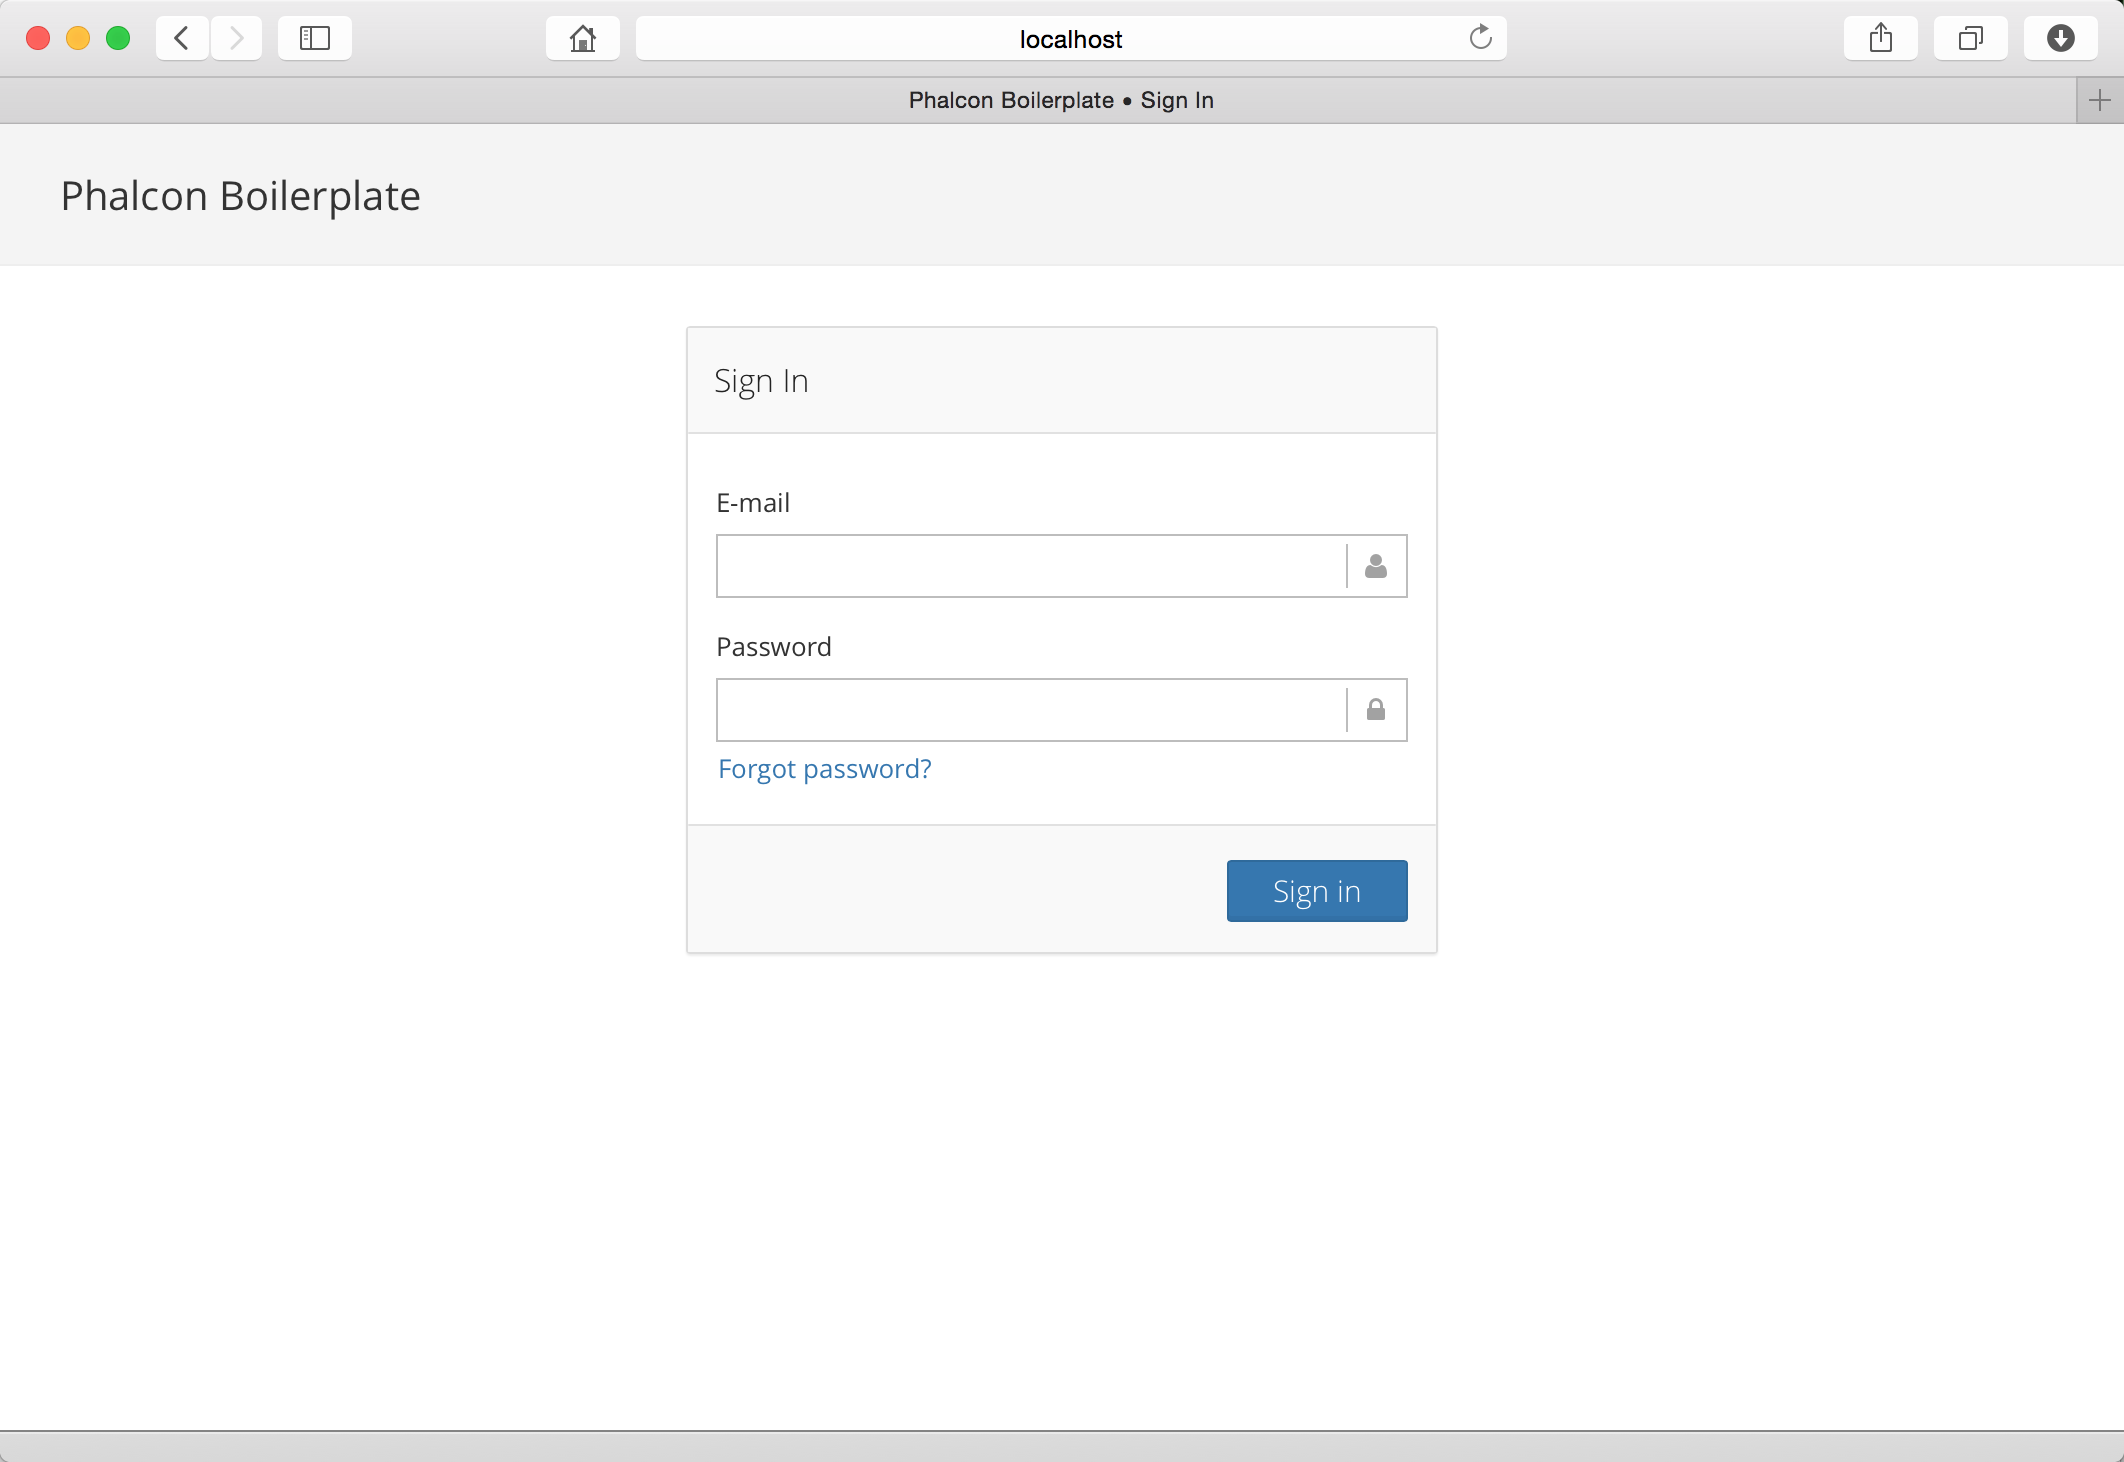 localhost
Phalcon Boilerplate • Sign In
Phalcon Boilerplate
Sign In
E-mail
Password
Forgot password?
Sign in